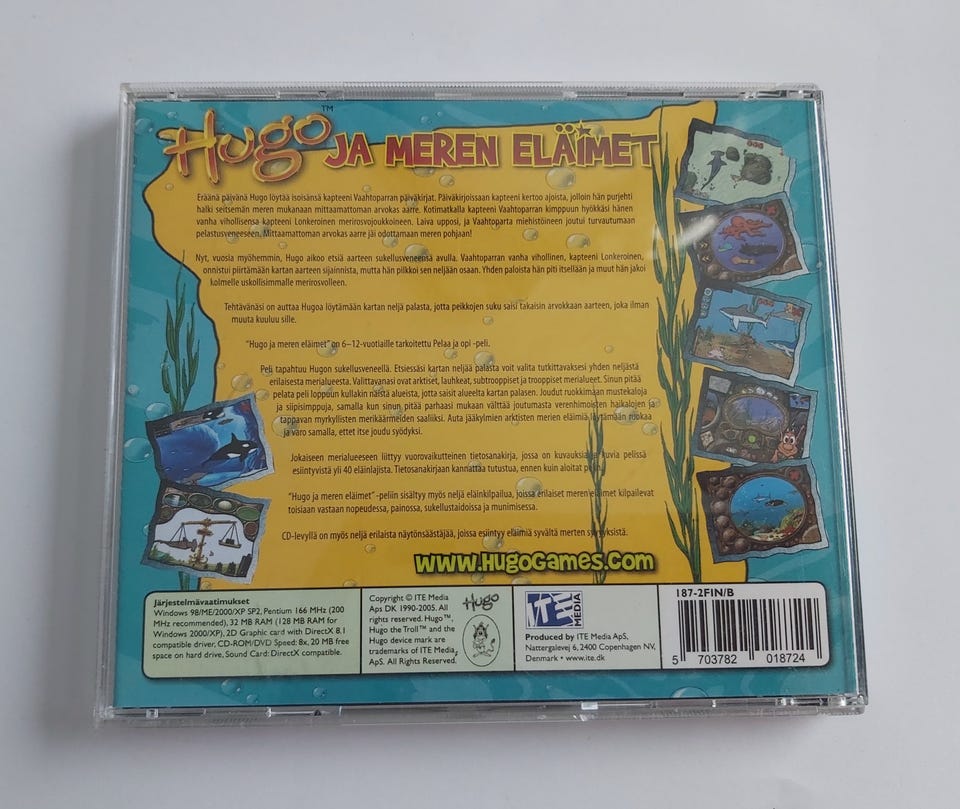 Hugo™ JA MEREN ELÄIMET
Eräänä päivänä Hugo löytää isoisänsä kapteeni Vaahtoparran päiväkirjat. Päiväkirjoissaan kapteeni kertoo ajoista, jolloin hän purjehti
halki seitsemän meren mukanaan mittaamattoman arvokas aarre. Kotimatkalla kapteeni Vaahtoparran kimppuun hyökkäsi hänen
vanha vihollisensa kapteeni Lonkeroinen merirosvojoukkoineen. Laiva upposi, ja Vaahtoparta miehistöineen joutui turvautumaan
pelastusveneeseen. Mittaamattoman arvokas aarre jäi odottamaan meren pohjaan!
Nyt, vuosia myöhemmin, Hugo aikoo etsiä aarteen sukellusveneensä avulla. Vaahtoparran vanha vihollinen, kapteeni Lonkeroinen,
onnistui piirtämään kartan aarteen sijainnista, mutta hän pilkkoi sen neljään osaan. Yhden paloista hän piti itsellään ja muut hän jakoi
kolmelle uskollisimmalle merirosvolleen.
Tehtävänäsi on auttaa Hugoa löytämään kartan neljä palasta, jotta peikkojen suku saisi takaisin arvokkaan aarteen, joka ilman
muuta kuuluu sille.
"Hugo ja meren eläimet" on 6–12-vuotiaille tarkoitettu Pelaa ja opi -peli.
Peli tapahtuu Hugon sukellusveneellä. Etsiessäsi kartan neljää palasta voit valita tutkittavaksesi yhden neljästä
erilaisesta merialueesta. Valittavanasi ovat arktiset, lauhkeat, subtrooppiset ja trooppiset merialueet. Sinun pitää
pelata peli loppuun kullakin näistä alueista, jotta saisit alueelta kartan palasen. Joudut ruokkimaan mustekaloja
ja siipisimppuja, samalla kun sinun pitää parhaasi mukaan välttää joutumasta verenhimoisten haikalojen ja
tappavan myrkyllisten merikäärmeiden saaliiksi. Auta jääkylmien arktisten merien eläimiä löytämään ruokaa
ja varo samalla, ettet itse joudu syödyksi.
Jokaiseen merialueeseen liittyy vuorovaikutteinen tietosanakirja, jossa on kuvauksia ja kuvia pelissä
esiintyvistä yli 40 eläinlajista. Tietosanakirjaan kannattaa tutustua, ennen kuin aloitat pelin.
"Hugo ja meren eläimet" -peliin sisältyy myös neljä eläinkilpailua, joissa erilaiset meren eläimet kilpailevat
toisiaan vastaan nopeudessa, painossa, sukellustaidoissa ja munimisessa.
CD-levyllä on myös neljä erilaista näytönsäästäjää, joissa esiintyy eläimiä syvältä merten syvyyksistä.
www.HugoGames.com
Järjestelmävaatimukset
Windows 98/ME/2000/XP SP2, Pentium 166 MHz (200
MHz recommended), 32 MB RAM (128 MB RAM for
Windows 2000/XP), 2D Graphic card with DirectX 8.1
compatible driver, CD-ROM/DVD Speed: 8x, 20 MB free
space on hard drive, Sound Card: DirectX compatible.
Copyright © ITE Media
Aps DK 1990-2005. All
rights reserved. Hugo™,
Hugo the Troll™ and the
Hugo device mark are
trademarks of ITE Media
ApS. All Rights Reserved.
Hugo
ITE MEDIA
Produced by ITE Media ApS,
Nattergalevej 6, 2400 Copenhagen NV,
Denmark • www.ite.dk
187-2FIN/B
5 703782 018724